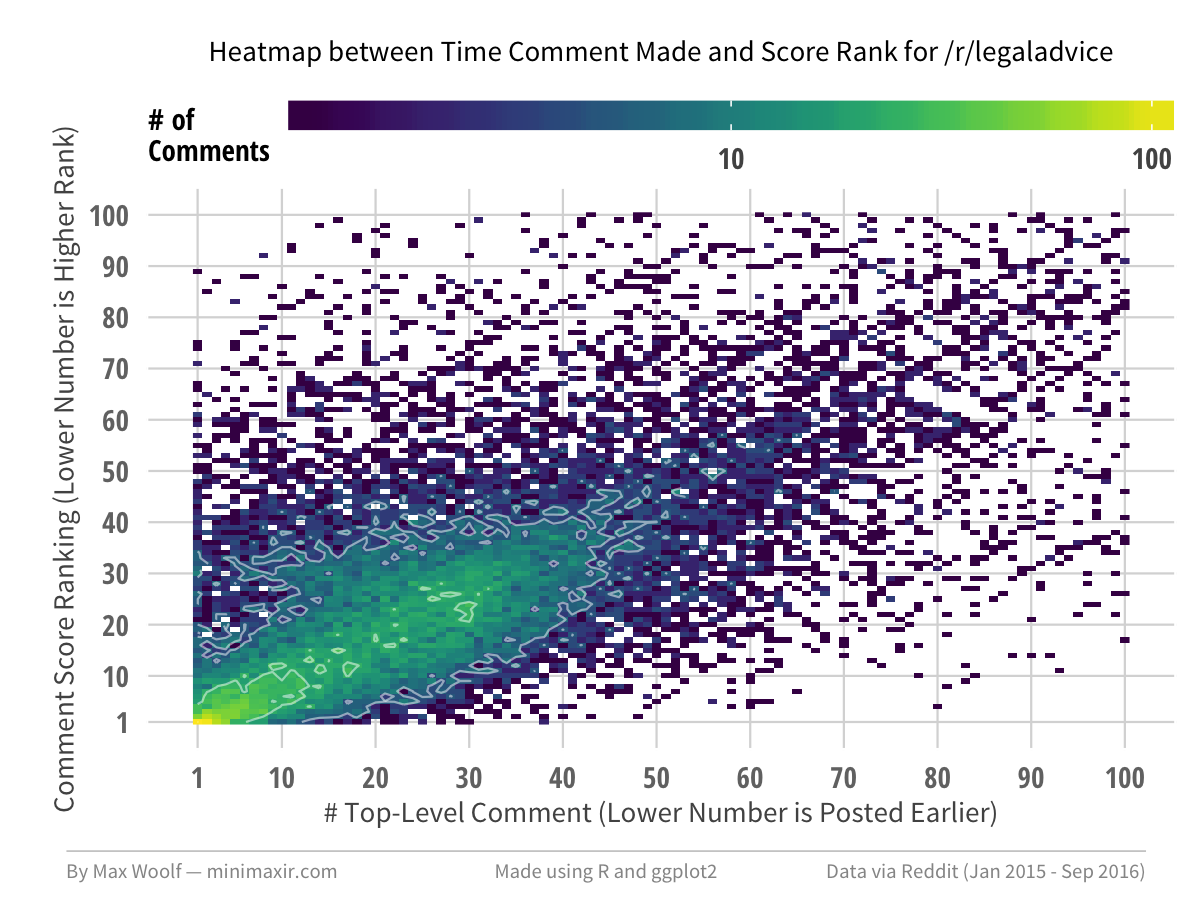 Heatmap between Time Comment Made and Score Rank for /r/legaladvice
# of
Comments
10
100
Comment Score Ranking (Lower Number is Higher Rank)
100
90
80
70
60
50
40
30
20
10
1
1 10 20 30 40 50 60 70 80 90 100
# Top-Level Comment (Lower Number is Posted Earlier)
By Max Woolf — minimaxir.com
Made using R and ggplot2
Data via Reddit (Jan 2015 - Sep 2016)